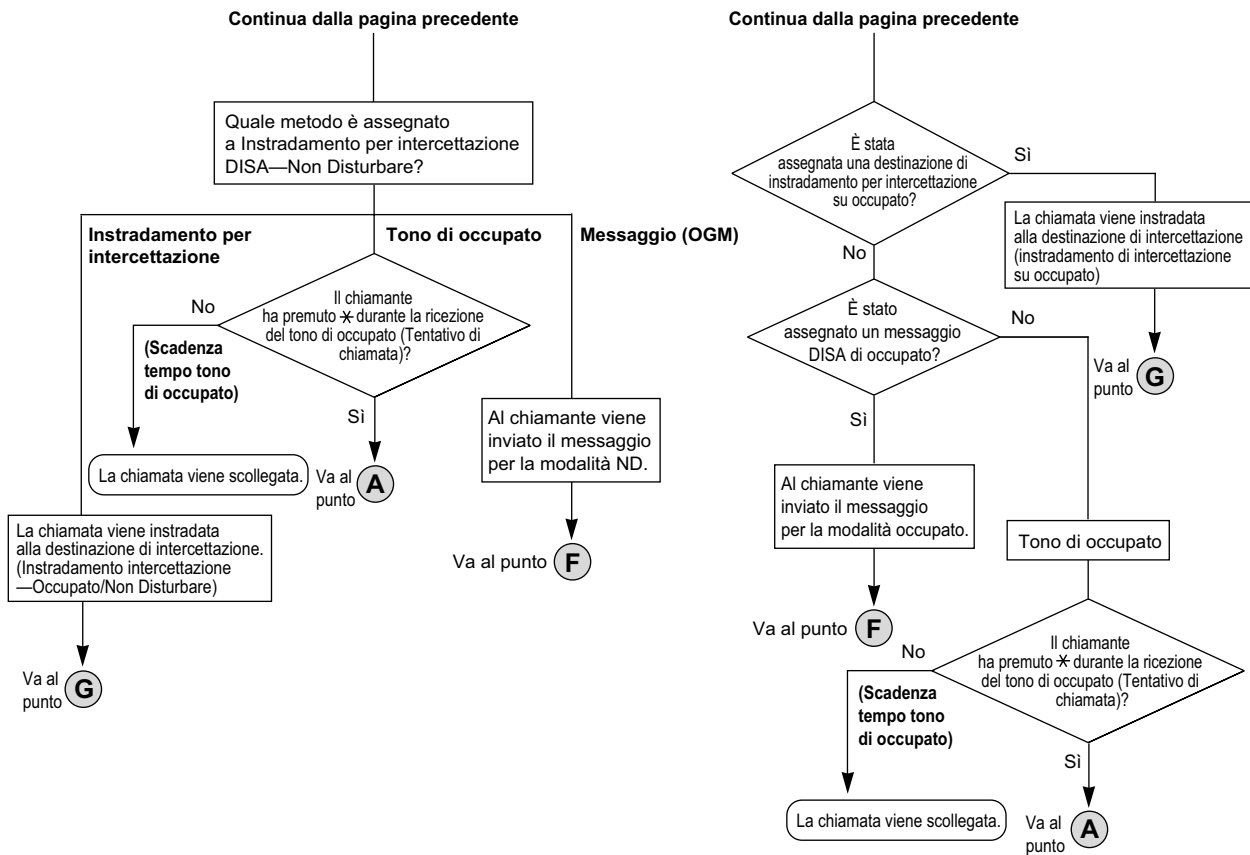 Continua dalla pagina precedente
Quale metodo è assegnato
a Instradamento per intercettazione
DISA—Non Disturbare?
Instradamento per
intercettazione
Tono di occupato
Messaggio (OGM)
Il chiamante
ha premuto * durante la ricezione
del tono di occupato (Tentativo di
chiamata)?
No
(Scadenza
tempo tono
di occupato)
Sì
La chiamata viene scollegata.
Va al
punto
A
Al chiamante viene
inviato il messaggio
per la modalità ND.
Va al punto
F
La chiamata viene instradata
alla destinazione di intercettazione.
(Instradamento intercettazione
—Occupato/Non Disturbare)
Va al
punto
G
Continua dalla pagina precedente
È stata
assegnata una destinazione di
instradamento per intercettazione
su occupato?
Sì
La chiamata viene instradata
alla destinazione di intercettazione
(instradamento di intercettazione
su occupato)
Va al
punto
G
No
È stato
assegnato un messaggio
DISA di occupato?
No
Sì
Al chiamante viene
inviato il messaggio
per la modalità occupato.
Va al punto
F
Tono di occupato
Il chiamante
ha premuto * durante la ricezione
del tono di occupato (Tentativo di
chiamata)?
No
(Scadenza
tempo tono
di occupato)
Sì
La chiamata viene scollegata.
Va al
punto
A